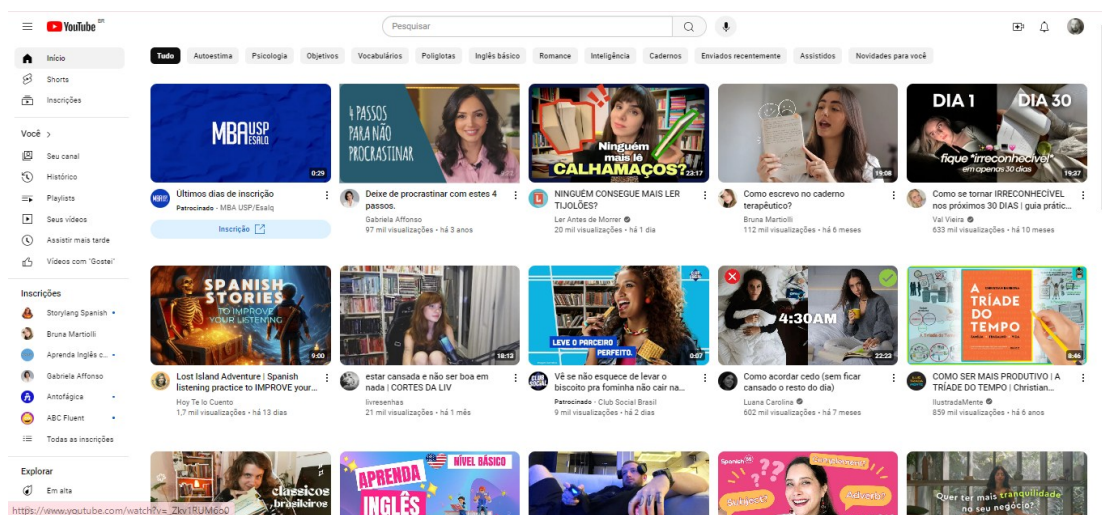 YouTube BR
Pesquisar
Início
Shorts
Inscrições
Você >
Seu canal
Histórico
Playlists
Seus vídeos
Assistir mais tarde
Vídeos com "Gostei"
Inscrições
Storylang Spanish
Bruna Martiolli
Aprenda Inglês c...
Gabriela Affonso
Antofágica
ABC Fluent
Todas as inscrições
Explorar
Em alta
https://www.youtube.com/watch?v=_Zkv1RUM6o0
Tudo Autoestima Psicologia Objetivos Vocabulários Poliglotas Inglês básico Romance Inteligência Cadernos Enviados recentemente Assistidos Novidades para você
MBA USP
ESALQ
0:29
Últimos dias de inscrição
Patrocinado · MBA USP/Esalq
Inscrição
4 PASSOS
PARA NÃO
PROCRASTINAR
Deixe de procrastinar com estes 4
passos.
Gabriela Affonso
97 mil visualizações • há 3 anos
Ninguém
mais lê
CALHAMAÇOS?
23:17
NINGUÉM CONSEGUE MAIS LER
TIJOLÕES?
Ler Antes de Morrer
20 mil visualizações • há 1 dia
19:08
Como escrevo no caderno
terapêutico?
Bruna Martiolli
112 mil visualizações • há 6 meses
DIA 1 DIA 30
fique "irreconhecível"
em apenas 30 dias
19:37
Como se tornar IRRECONHECÍVEL
nos próximos 30 DIAS | guia prátic...
Val Vieira
633 mil visualizações • há 10 meses
SPANISH
STORIES
TO IMPROVE
YOUR LISTENING
9:00
Lost Island Adventure | Spanish
listening practice to IMPROVE your...
Hoy Te lo Cuento
1,7 mil visualizações • há 13 dias
18:13
estar cansada e não ser boa em
nada | CORTES DA LIV
livresenhas
21 mil visualizações • há 1 mês
LEVE O PARCEIRO
PERFEITO.
0:07
CLUB
SOCIAL
Vê se não esquece de levar o
biscoito pra fominha não cair na...
Patrocinado · Club Social Brasil
9 mil visualizações • há 2 dias
4:30AM
22:23
Como acordar cedo (sem ficar
cansado o resto do dia)
Luana Carolina
602 mil visualizações • há 7 meses
A
TRÍADE
DO
TEMPO
8:46
COMO SER MAIS PRODUTIVO | A
TRÍADE DO TEMPO | Christian...
IlustradaMente
859 mil visualizações • há 6 anos
clássicos
brasileiros
APRENDA
INGLÊS
NÍVEL BÁSICO
Spanish
Adverb?
Quer ter mais tranquilidade
no seu negócio?